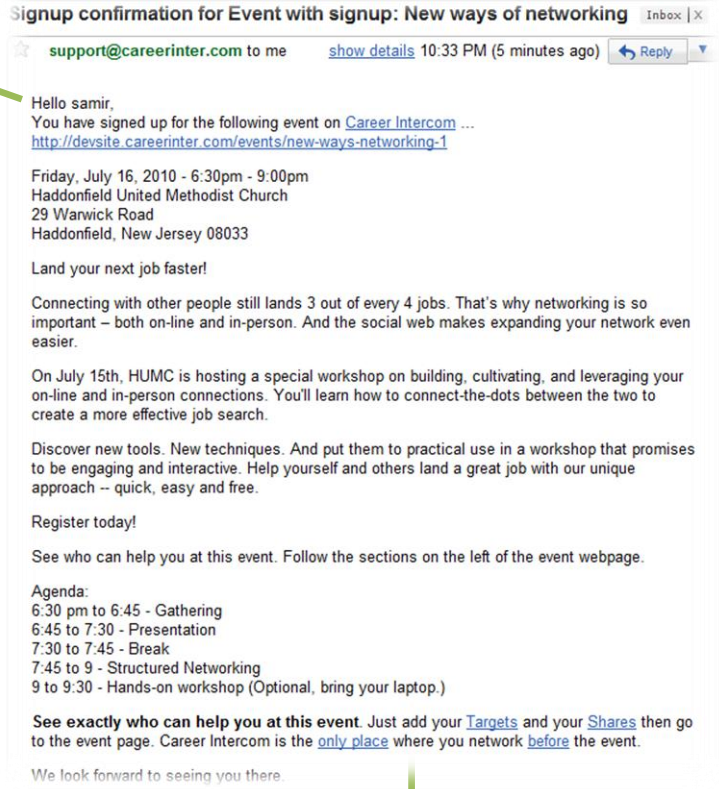 Signup confirmation for Event with signup: New ways of networking Inbox | X
support@careerinter.com to me show details 10:33 PM (5 minutes ago) Reply
Hello samir,
You have signed up for the following event on Career Intercom ...
http://devsite.careerinter.com/events/new-ways-networking-1
Friday, July 16, 2010 - 6:30pm - 9:00pm
Haddonfield United Methodist Church
29 Warwick Road
Haddonfield, New Jersey 08033
Land your next job faster!
Connecting with other people still lands 3 out of every 4 jobs. That's why networking is so
important – both on-line and in-person. And the social web makes expanding your network even
easier.
On July 15th, HUMC is hosting a special workshop on building, cultivating, and leveraging your
on-line and in-person connections. You'll learn how to connect-the-dots between the two to
create a more effective job search.
Discover new tools. New techniques. And put them to practical use in a workshop that promises
to be engaging and interactive. Help yourself and others land a great job with our unique
approach -- quick, easy and free.
Register today!
See who can help you at this event. Follow the sections on the left of the event webpage.
Agenda:
6:30 pm to 6:45 - Gathering
6:45 to 7:30 - Presentation
7:30 to 7:45 - Break
7:45 to 9 - Structured Networking
9 to 9:30 - Hands-on workshop (Optional, bring your laptop.)
See exactly who can help you at this event. Just add your Targets and your Shares then go
to the event page. Career Intercom is the only place where you network before the event.
We look forward to seeing you there.